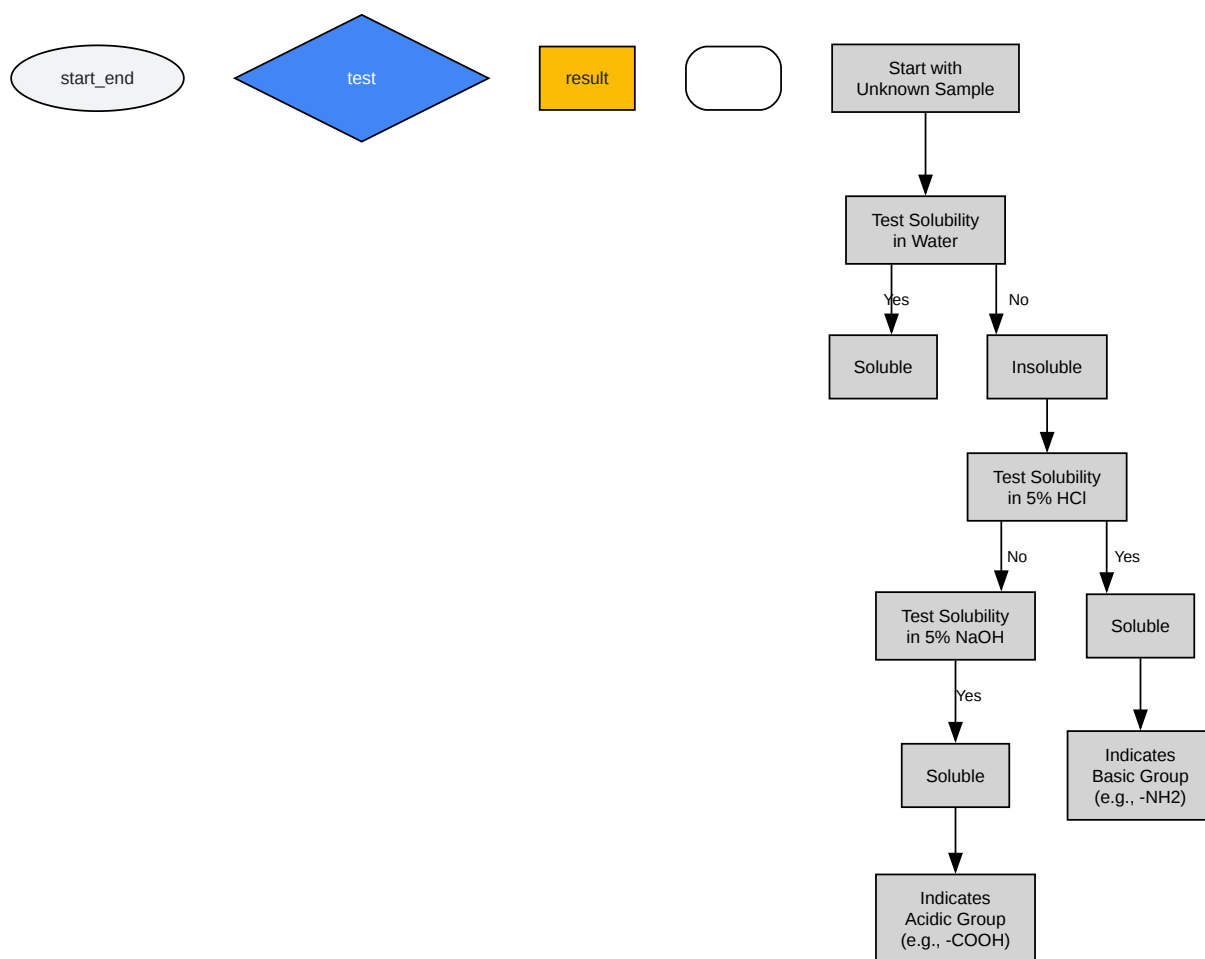 start_end
test
result
Start with
Unknown Sample
Test Solubility
in Water
Yes
No
Soluble
Insoluble
Test Solubility
in 5% HCl
No
Yes
Test Solubility
in 5% NaOH
Soluble
Yes
Indicates
Basic Group
(e.g., -NH2)
Soluble
Indicates
Acidic Group
(e.g., -COOH)